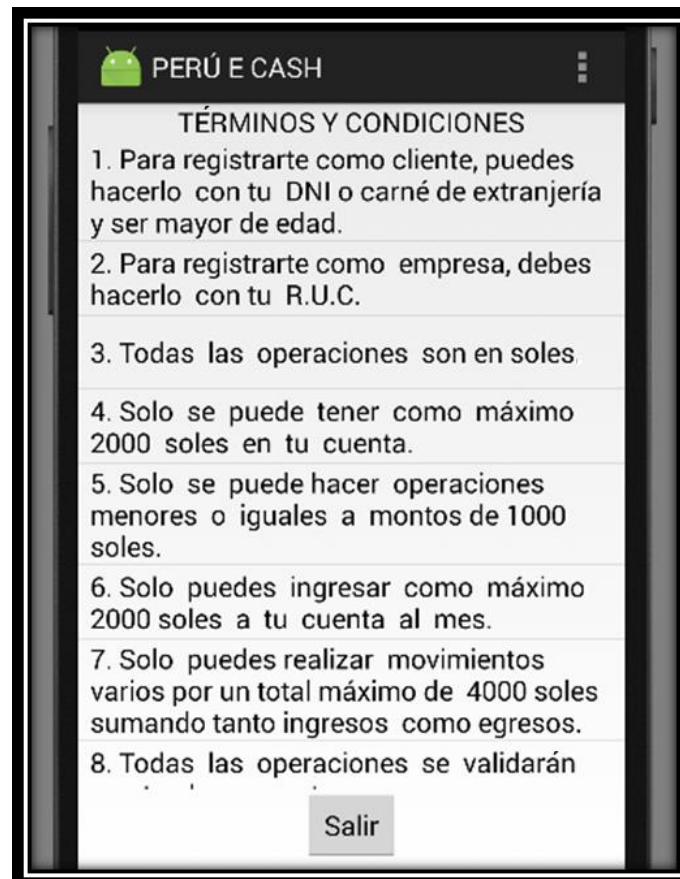 PERÚ E CASH
TÉRMINOS Y CONDICIONES
1. Para registrarte como cliente, puedes
hacerlo con tu DNI o carné de extranjería
y ser mayor de edad.
2. Para registrarte como empresa, debes
hacerlo con tu R.U.C.
3. Todas las operaciones son en soles.
4. Solo se puede tener como máximo
2000 soles en tu cuenta.
5. Solo se puede hacer operaciones
menores o iguales a montos de 1000
soles.
6. Solo puedes ingresar como máximo
2000 soles a tu cuenta al mes.
7. Solo puedes realizar movimientos
varios por un total máximo de 4000 soles
sumando tanto ingresos como egresos.
8. Todas las operaciones se validarán
Salir